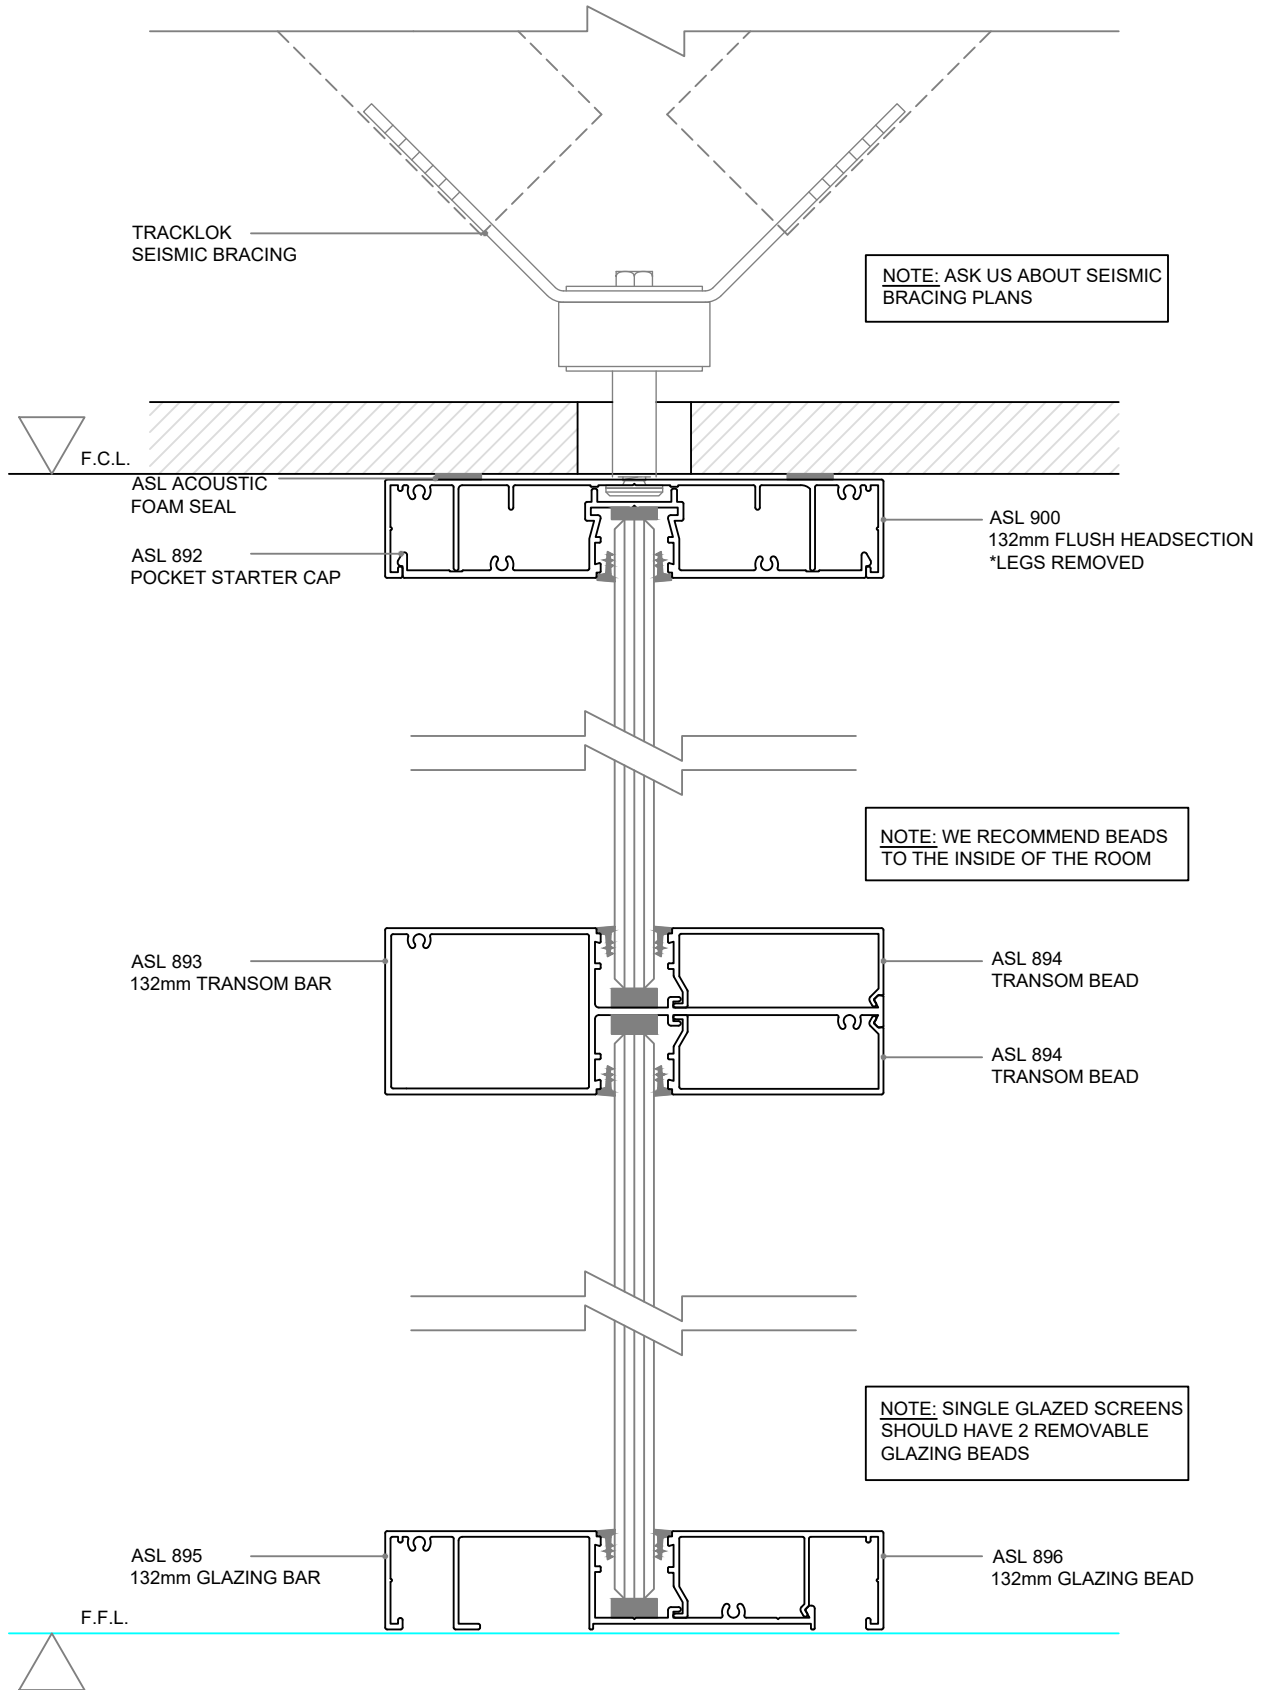 TRACKLOK
SEISMIC BRACING
NOTE: ASK US ABOUT SEISMIC
BRACING PLANS
F.C.L.
ASL ACOUSTIC
FOAM SEAL
ASL 892
POCKET STARTER CAP
ASL 900
132mm FLUSH HEADSECTION
*LEGS REMOVED
NOTE: WE RECOMMEND BEADS
TO THE INSIDE OF THE ROOM
ASL 893
132mm TRANSOM BAR
ASL 894
TRANSOM BEAD
ASL 894
TRANSOM BEAD
NOTE: SINGLE GLAZED SCREENS
SHOULD HAVE 2 REMOVABLE
GLAZING BEADS
ASL 895
132mm GLAZING BAR
ASL 896
132mm GLAZING BEAD
F.F.L.